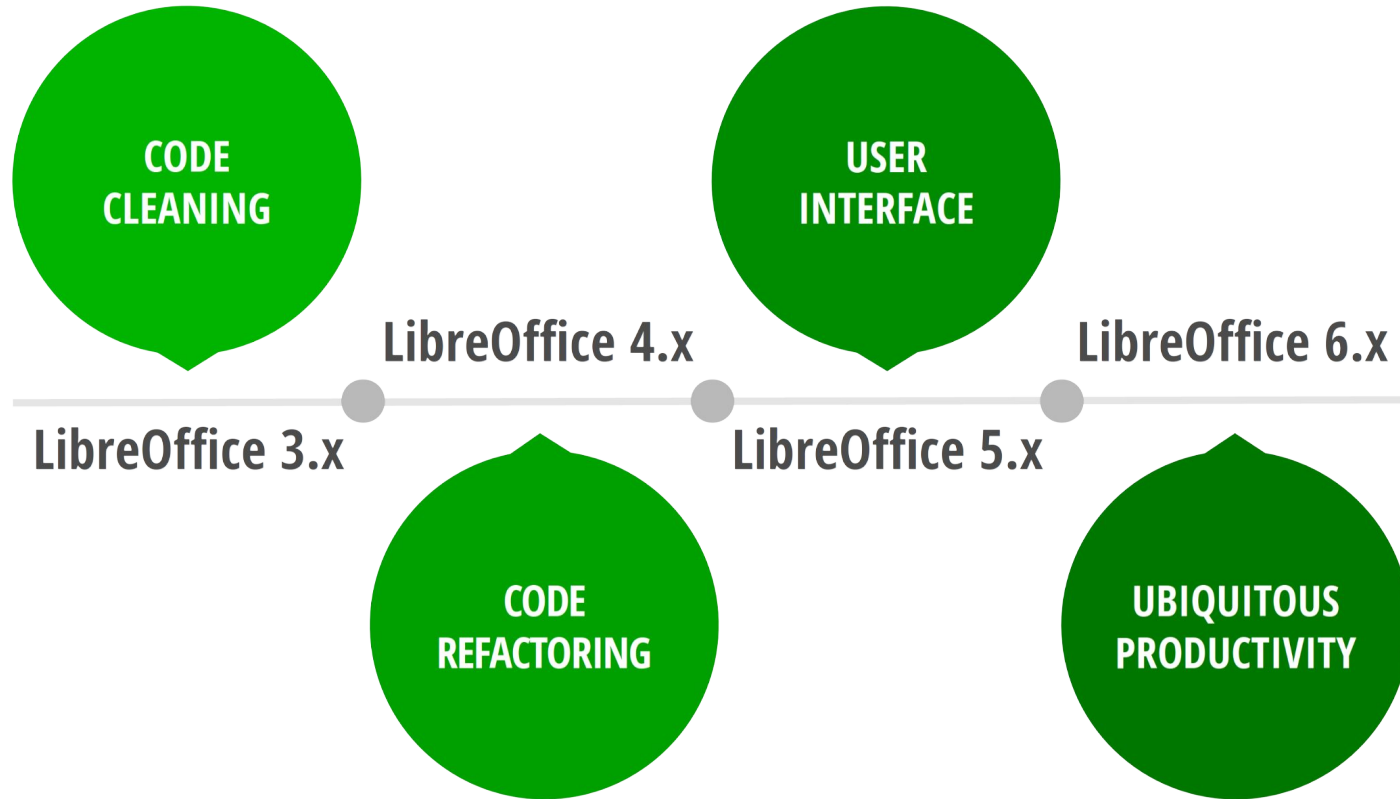 CODE
CLEANING
LibreOffice 3.x
LibreOffice 4.x
CODE
REFACTORING
USER
INTERFACE
LibreOffice 5.x
LibreOffice 6.x
UBIQUITOUS
PRODUCTIVITY